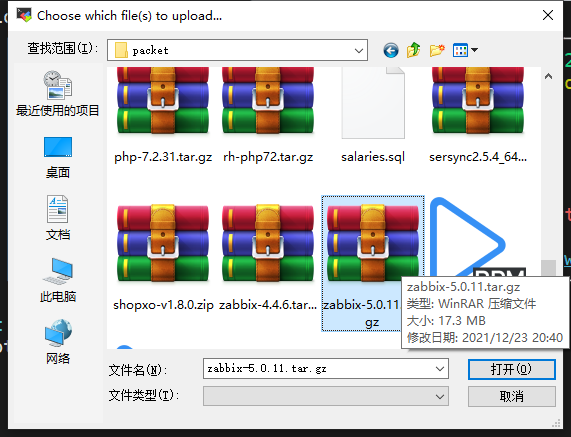 Choose which file(s) to upload...
查找范围(I):
packet
最近使用的项目
桌面
文档
此电脑
网络
php-7.2.31.tar.gz
rh-php72.tar.gz
salaries.sql
sersync2.5.4_64...
shopxo-v1.8.0.zip
zabbix-4.4.6.tar...
zabbix-5.0.11.
gz
zabbix-5.0.11.tar.gz
类型: WinRAR 压缩文件
大小: 17.3 MB
修改日期: 2021/12/23 20:40
文件名(N):
zabbix-5.0.11.tar.gz
打开(O)
文件类型(T):
取消